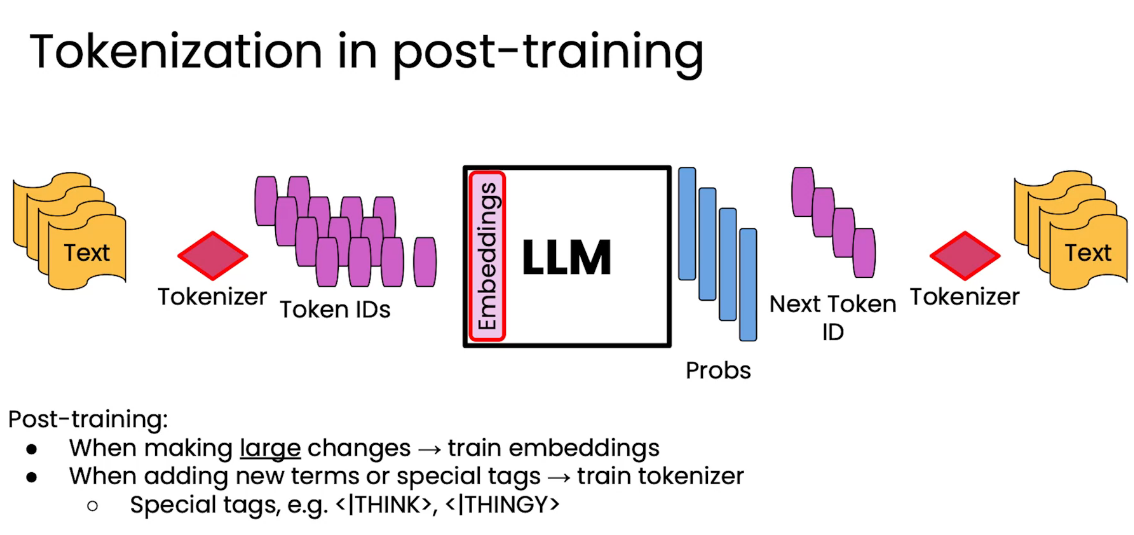 Tokenization in post-training
Text
Tokenizer
Token IDs
Embeddings
LLM
Probs
Next Token
ID
Tokenizer
Text
Post-training:
● When making large changes → train embeddings
● When adding new terms or special tags → train tokenizer
○ Special tags, e.g. <|THINK>, <|THINGY>